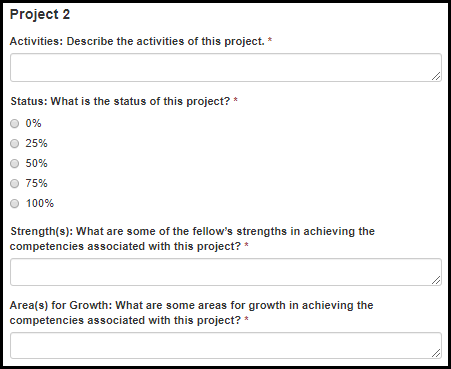 Project 2
Activities: Describe the activities of this project. *
Status: What is the status of this project? *
0%
25%
50%
75%
100%
Strength(s): What are some of the fellow's strengths in achieving the
competencies associated with this project? *
Area(s) for Growth: What are some areas for growth in achieving the
competencies associated with this project? *